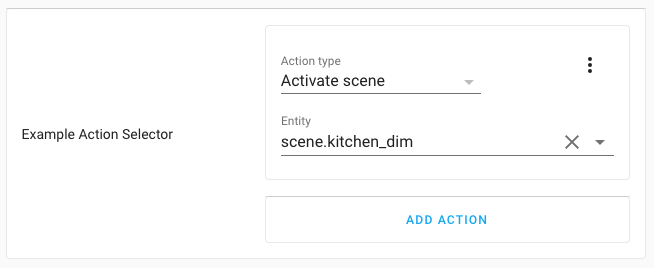 Action type
Activate scene
Entity
Example Action Selector
scene.kitchen_dim
ADD ACTION